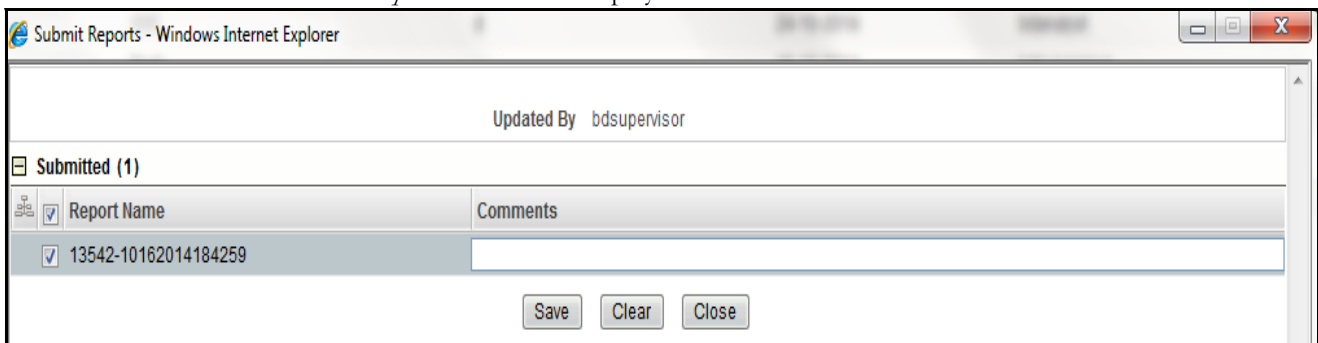 Submit Reports - Windows Internet Explorer
Updated By bdsupervisor
Submitted (1)
Report Name Comments
13542-10162014184259
Save Clear Close